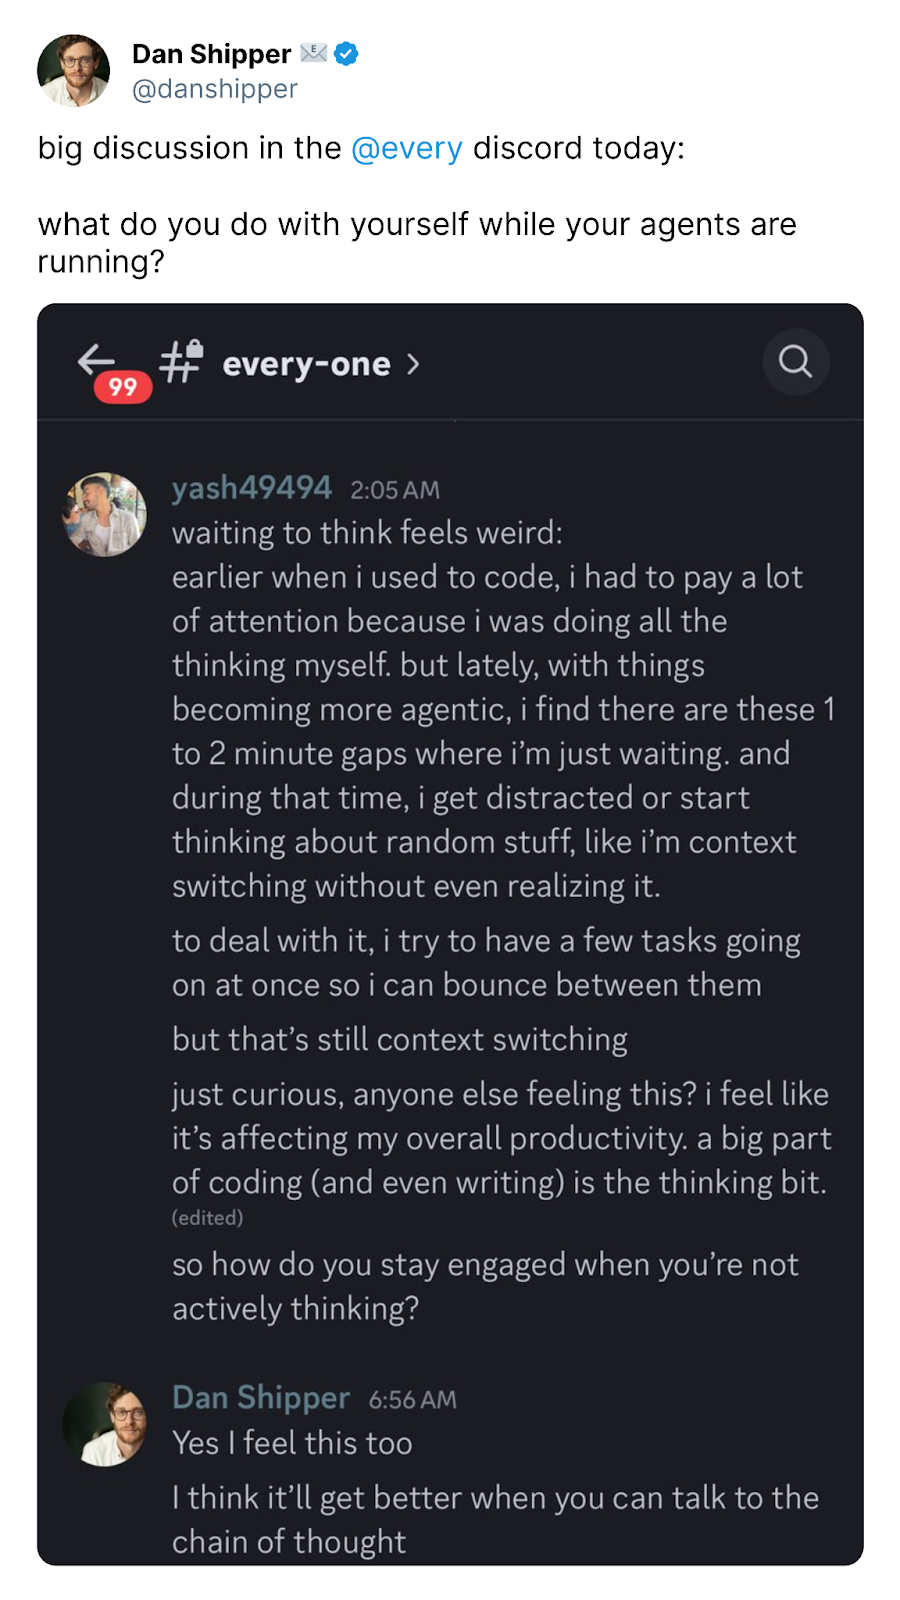 Dan Shipper
@danshipper
big discussion in the @every discord today:
what do you do with yourself while your agents are
running?
99
# every-one >
yash49494 2:05 AM
waiting to think feels weird:
earlier when i used to code, i had to pay a lot
of attention because i was doing all the
thinking myself. but lately, with things
becoming more agentic, i find there are these 1
to 2 minute gaps where i’m just waiting. and
during that time, i get distracted or start
thinking about random stuff, like i’m context
switching without even realizing it.
to deal with it, i try to have a few tasks going
on at once so i can bounce between them
but that’s still context switching
just curious, anyone else feeling this? i feel like
it’s affecting my overall productivity. a big part
of coding (and even writing) is the thinking bit.
(edited)
so how do you stay engaged when you’re not
actively thinking?
Dan Shipper 6:56 AM
Yes I feel this too
I think it’ll get better when you can talk to the
chain of thought